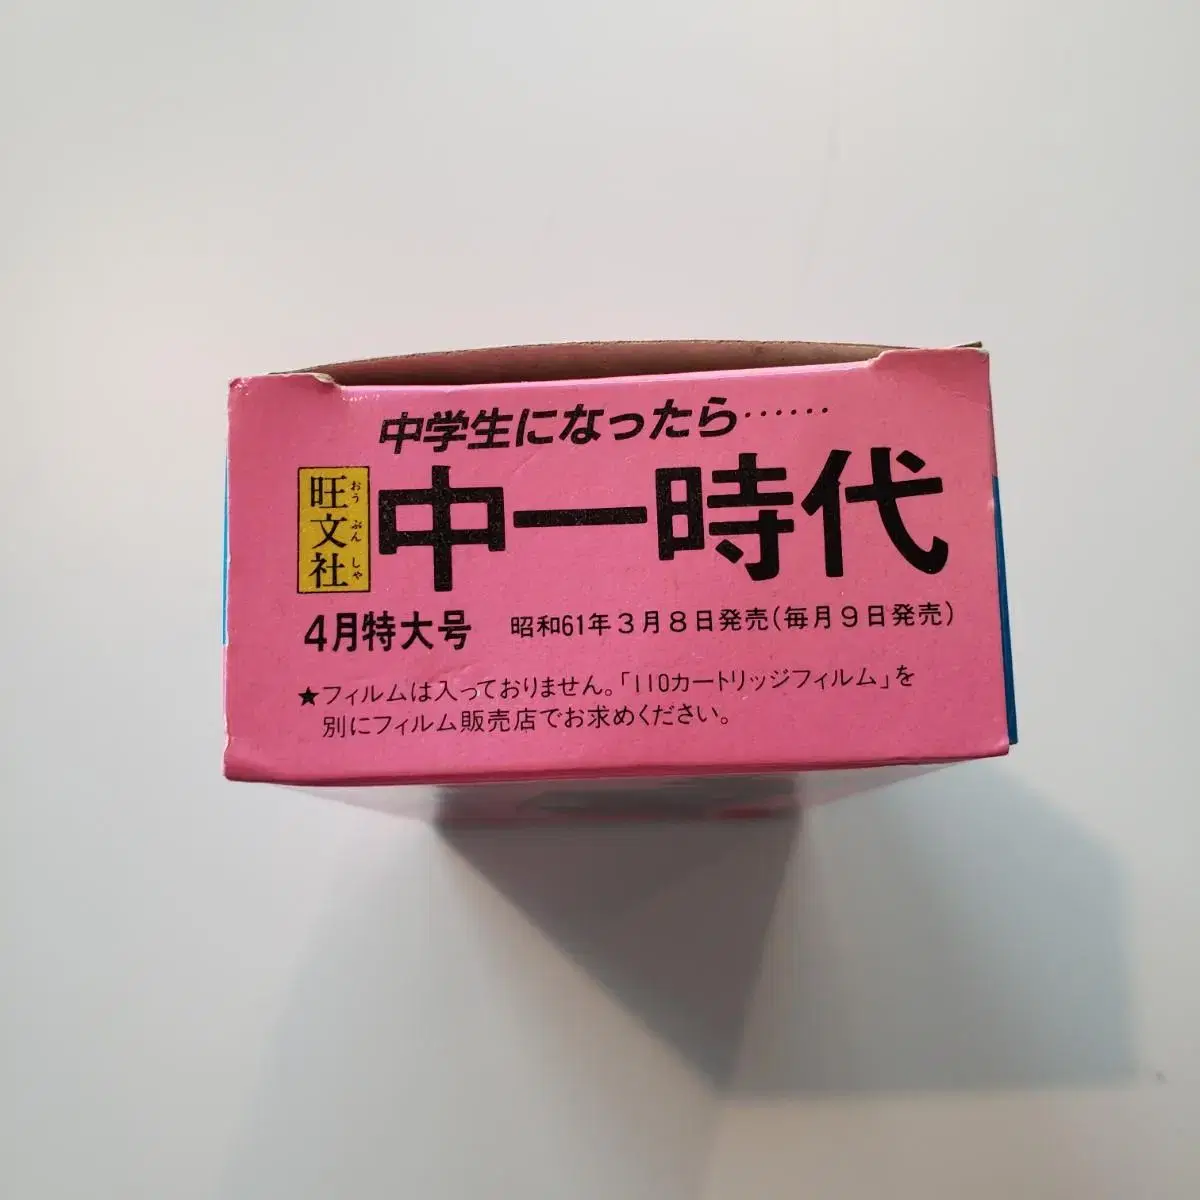 中学生になったら……
旺文社
おうぶんしゃ
中一時代
4月特大号 昭和61年3月8日発売(毎月9日発売)
★フィルムは入っておりません。「110カートリッジフィルム」を
別にフィルム販売店でお求めください。